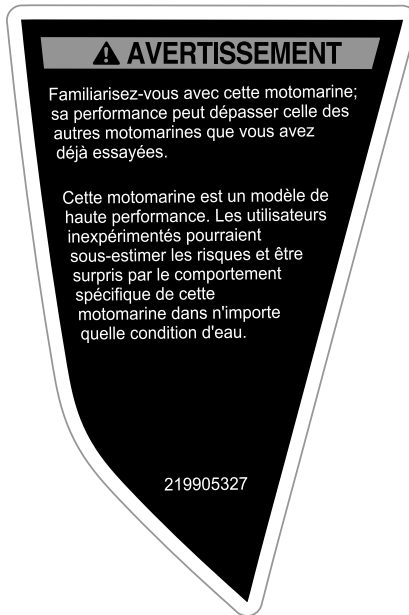 AVERTISSEMENT
Familiarisez-vous avec cette motomarine;
sa performance peut dépasser celle des
autres motomarines que vous avez
déjà essayées.
Cette motomarine est un modèle de
haute performance. Les utilisateurs
inexpérimentés pourraient
sous-estimer les risques et être
surpris par le comportement
spécifique de cette
motomarine dans n'importe
quelle condition d'eau.
219905327